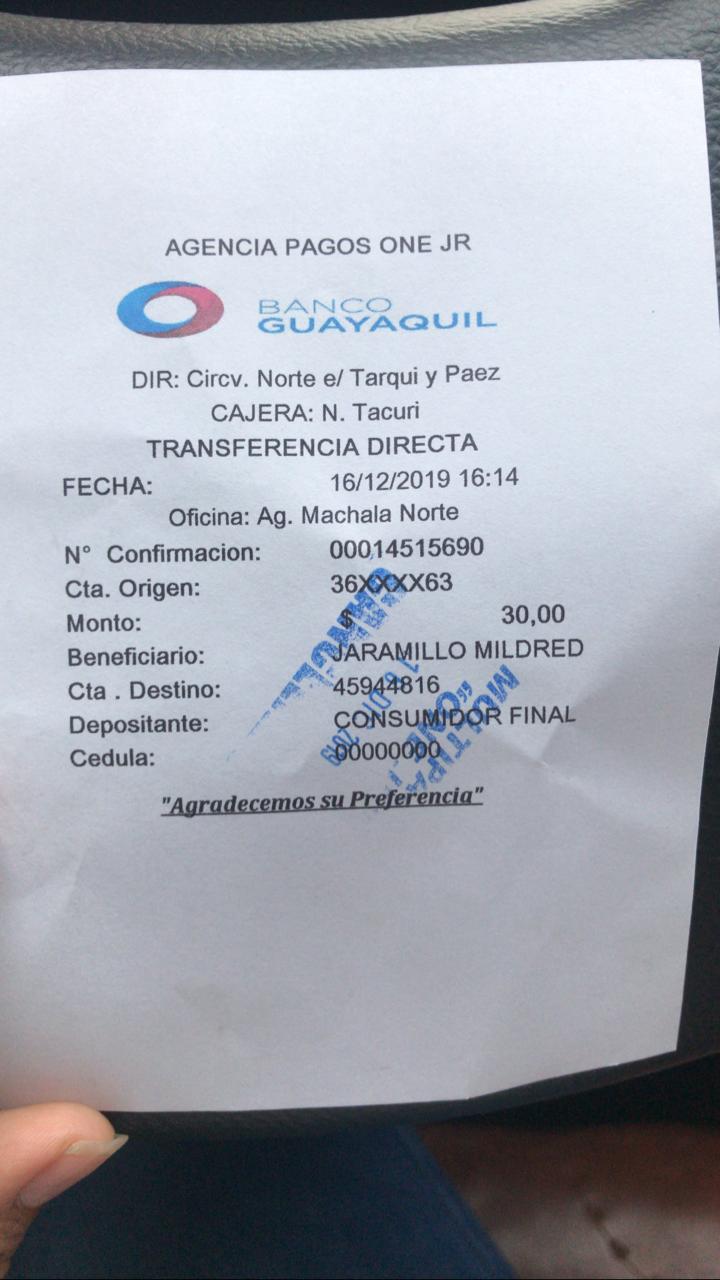 AGENCIA PAGOS ONE JR
BANCO
GUAYAQUIL
DIR: Circv. Norte e/ Tarqui y Paez
CAJERA: N. Tacuri
TRANSFERENCIA DIRECTA
FECHA: 16/12/2019 16:14
Oficina: Ag. Machala Norte
N° Confirmacion: 00014515690
Cta. Origen: 36XXXX63
Monto: $ 30,00
Beneficiario: JARAMILLO MILDRED
Cta . Destino: 45944816
Depositante: CONSUMIDOR FINAL
Cedula: 00000000
"Agradecemos su Preferencia"